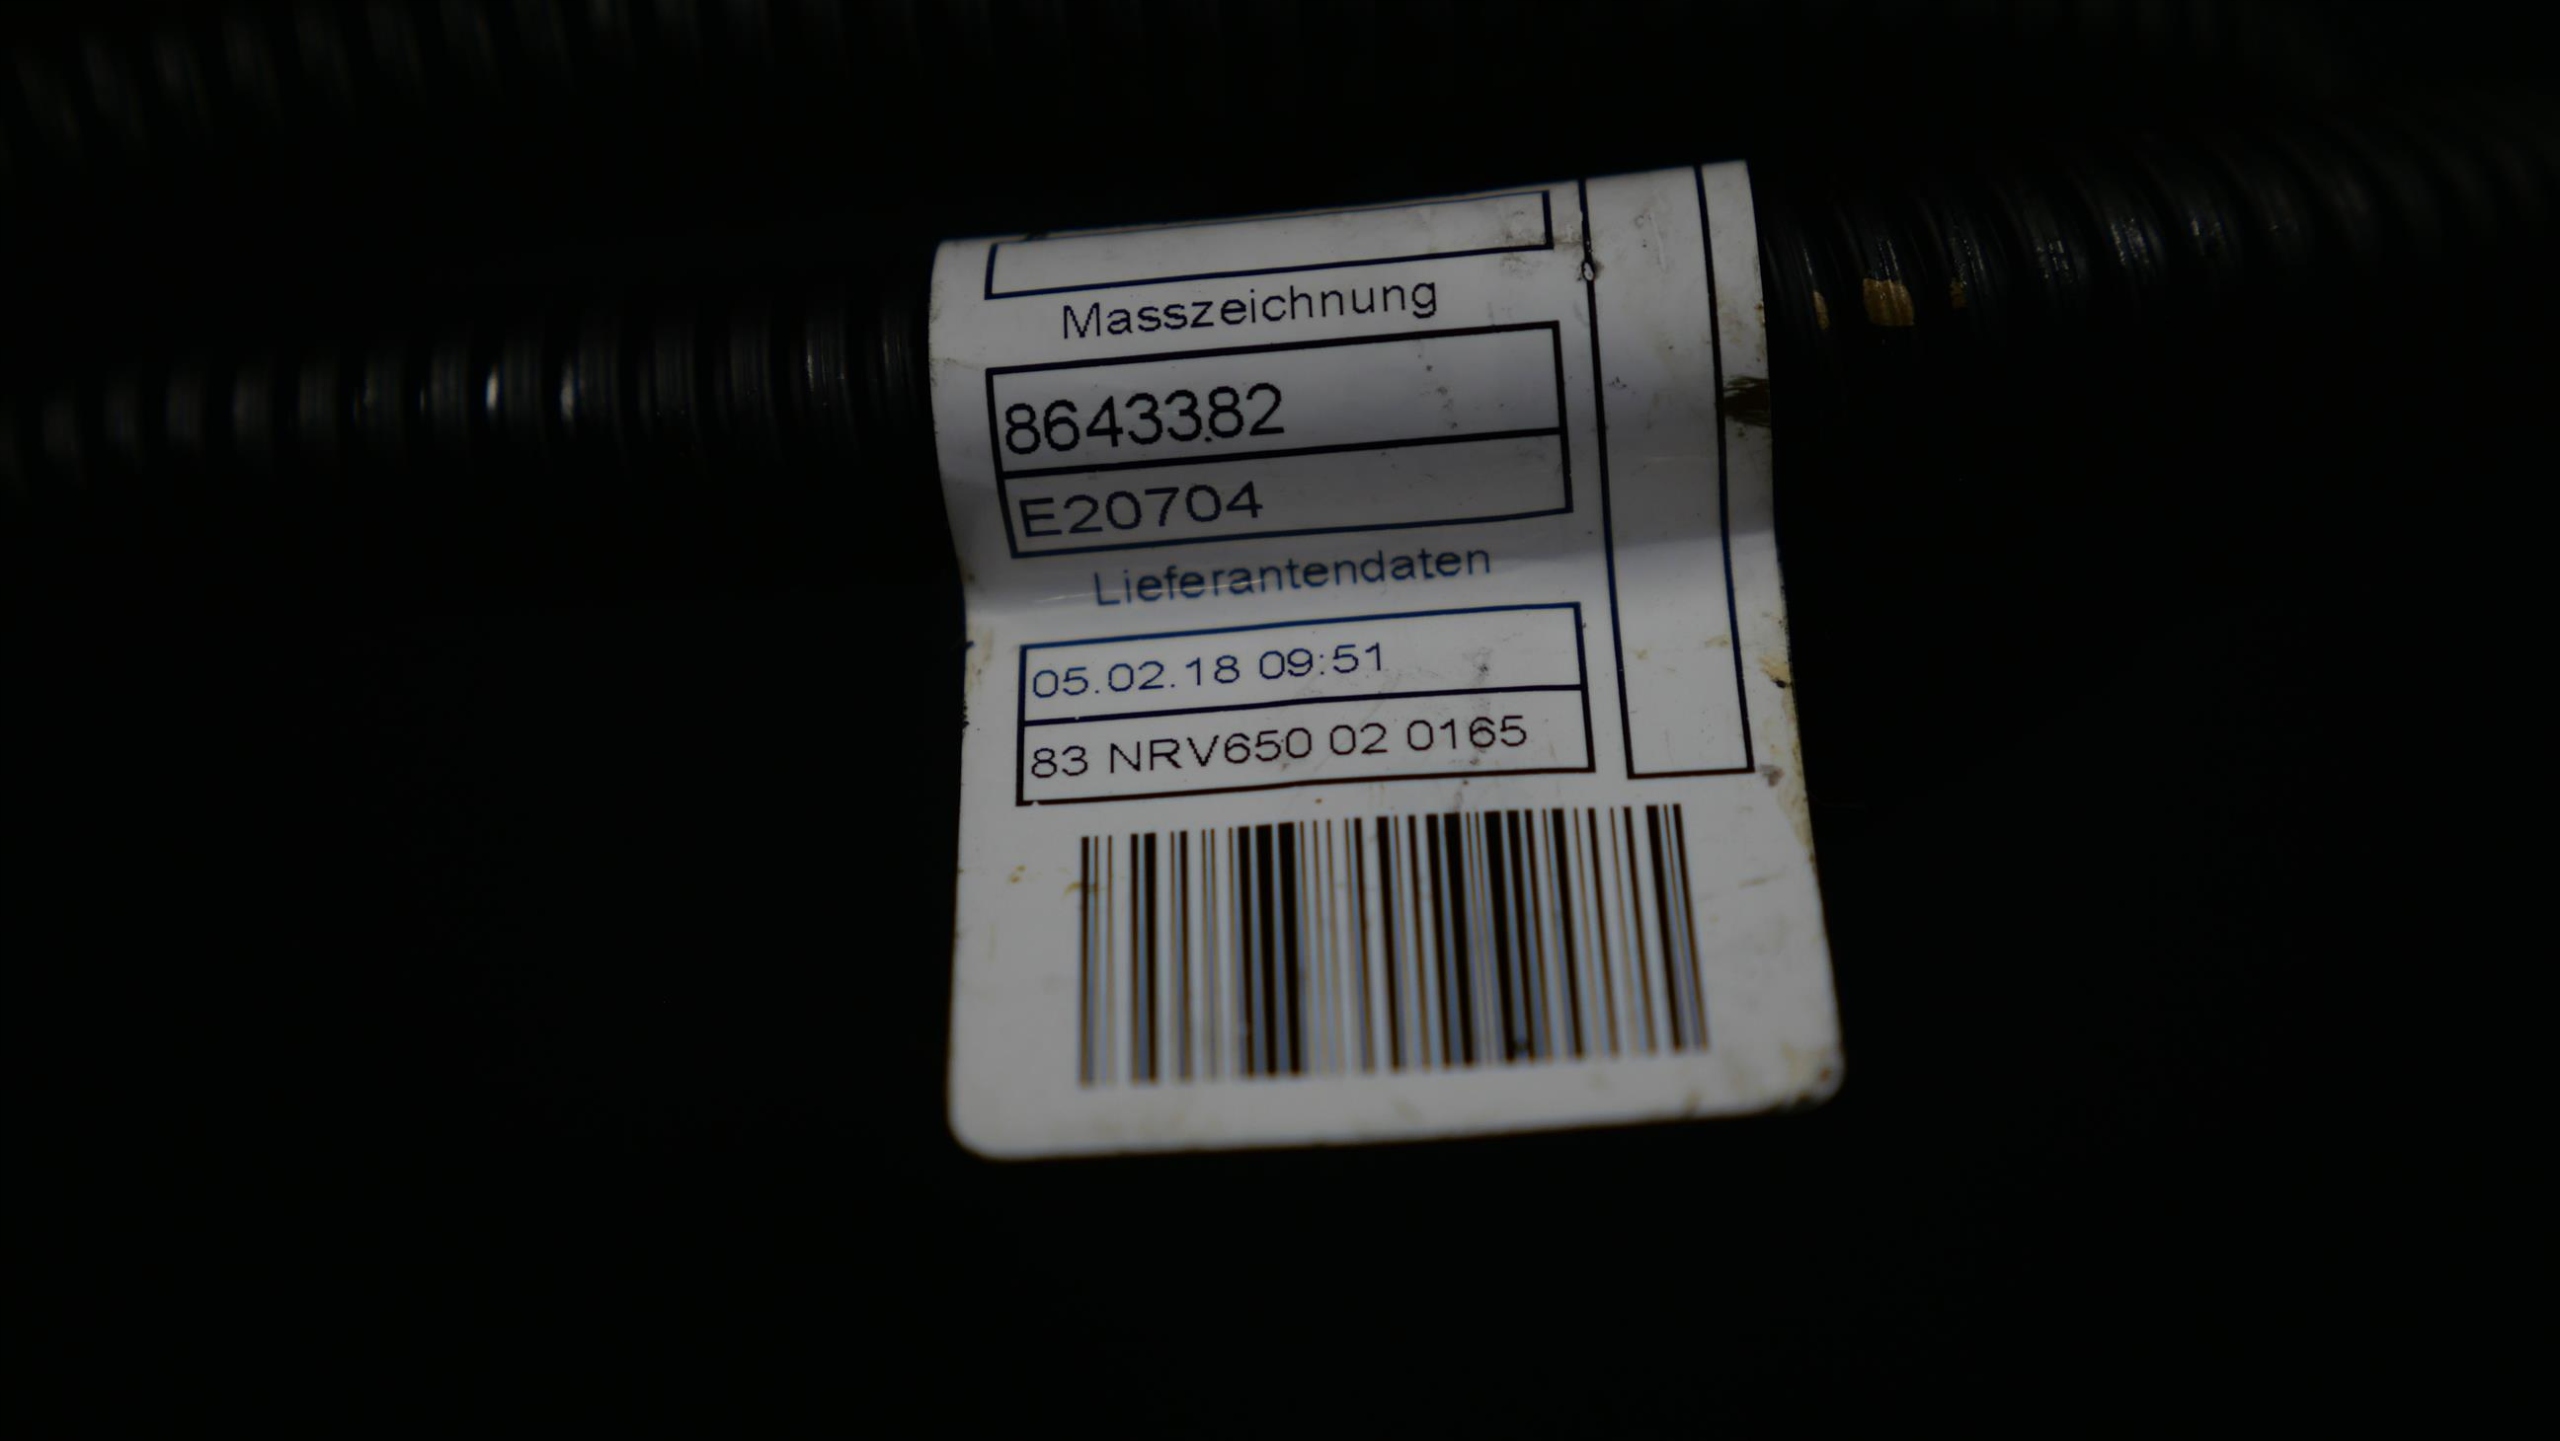 Masszeichnung
8643382
E20704
Lieferantendaten
05.02.18 09:51
83 NRV650 02 0165